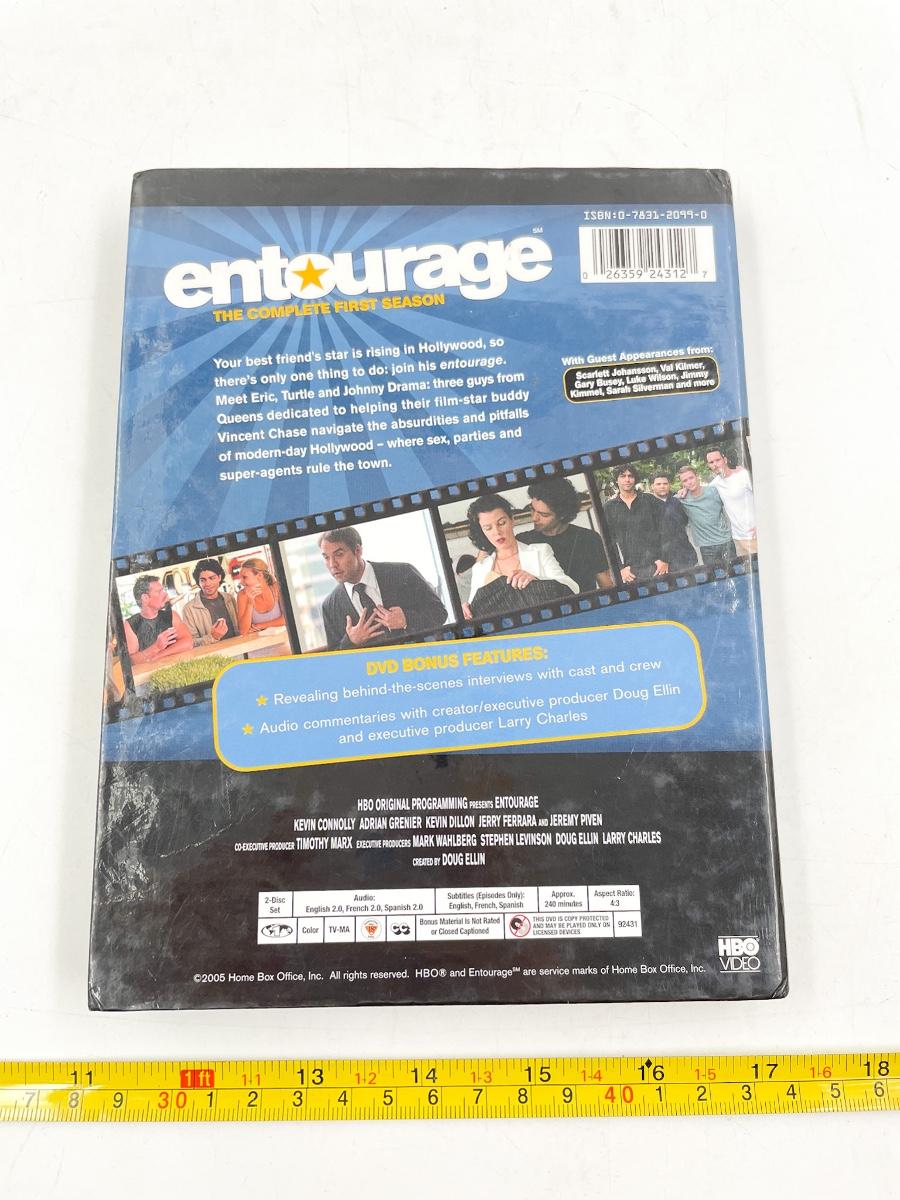 ISBN:0-7831-2099-0
0 26359 24312 7
entourage SM
THE COMPLETE FIRST SEASON
Your best friend's star is rising in Hollywood, so
there's only one thing to do: join his entourage.
Meet Eric, Turtle and Johnny Drama: three guys from
Queens dedicated to helping their film-star buddy
Vincent Chase navigate the absurdities and pitfalls
of modern-day Hollywood – where sex, parties and
super-agents rule the town.
With Guest Appearances from:
Scarlett Johansson, Val Kilmer,
Gary Busey, Luke Wilson, Jimmy
Kimmel, Sarah Silverman and more
DVD BONUS FEATURES:
★ Revealing behind-the-scenes interviews with cast and crew
★ Audio commentaries with creator/executive producer Doug Ellin
and executive producer Larry Charles
HBO ORIGINAL PROGRAMMING PRESENTS ENTOURAGE
KEVIN CONNOLLY ADRIAN GRENIER KEVIN DILLON JERRY FERRARA AND JEREMY PIVEN
CO-EXECUTIVE PRODUCER TIMOTHY MARX EXECUTIVE PRODUCERS MARK WAHLBERG STEPHEN LEVINSON DOUG ELLIN LARRY CHARLES
CREATED BY DOUG ELLIN
2-Disc
Set
Audio:
English 2.0, French 2.0, Spanish 2.0
Subtitles (Episodes Only):
English, French, Spanish
Approx.
240 minutes
Aspect Ratio:
4:3
Color
TV-MA
CC
Bonus Material Is Not Rated
or Closed Captioned
THIS DVD IS COPY PROTECTED
AND MAY BE PLAYED ONLY ON
LICENSED DEVICES.
92431
HBO
VIDEO
©2005 Home Box Office, Inc. All rights reserved. HBO® and Entourage℠ are service marks of Home Box Office, Inc.
11 1ft 1-1 13 1-2 14 1-3 15 1-4 16 1-5 17 1-6 18
7 8 9 30 1 2 3 4 5 6 7 8 9 40 1 2 3 4 5 6